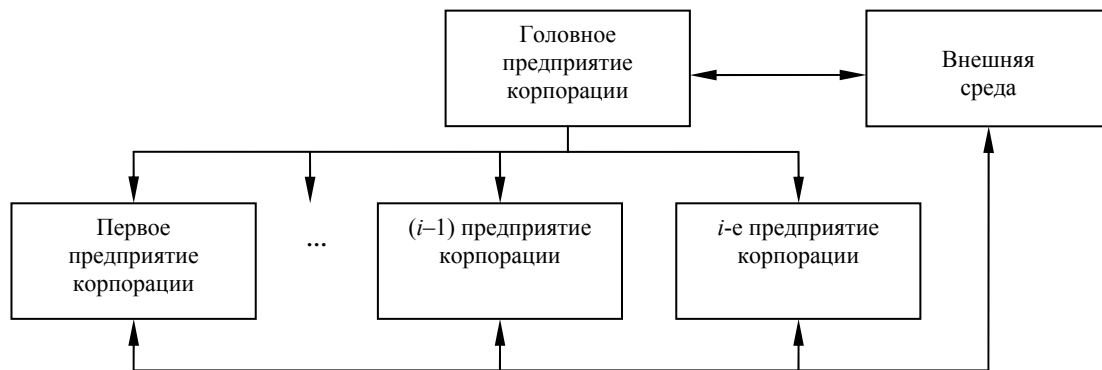 Головное
предприятие
корпорации
Внешняя
среда
Первое
предприятие
корпорации
...
(i–1) предприятие
корпорации
i-е предприятие
корпорации